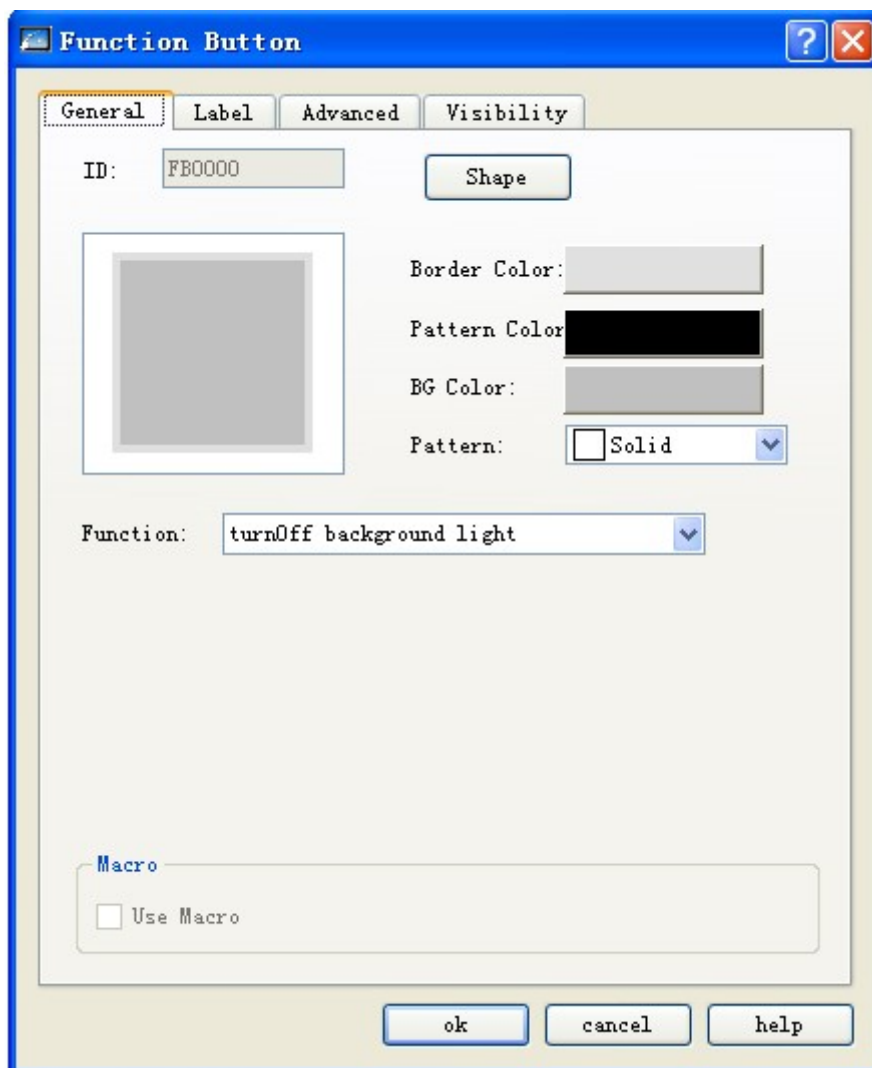 Function Button
General Label Advanced Visibility
ID: FB0000 Shape
Border Color:
Pattern Color
BG Color:
Pattern: Solid
Function: turnOff background light
Macro
Use Macro
ok cancel help